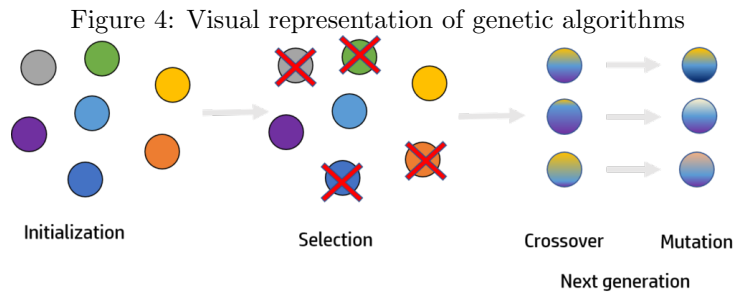 Figure 4: Visual representation of genetic algorithms
Initialization
Selection
Crossover
Mutation
Next generation